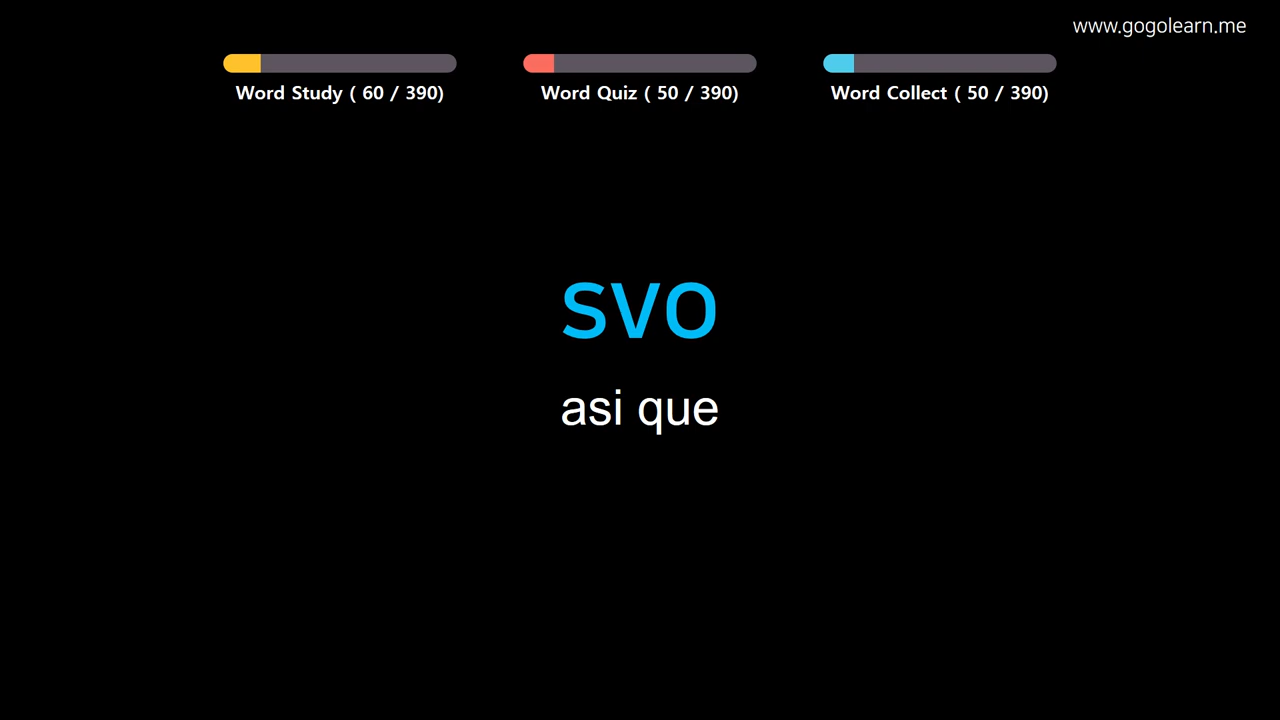 www.gogolearn.me
Word Study ( 60 / 390)
Word Quiz ( 50 / 390)
Word Collect ( 50 / 390)
svo
asi que